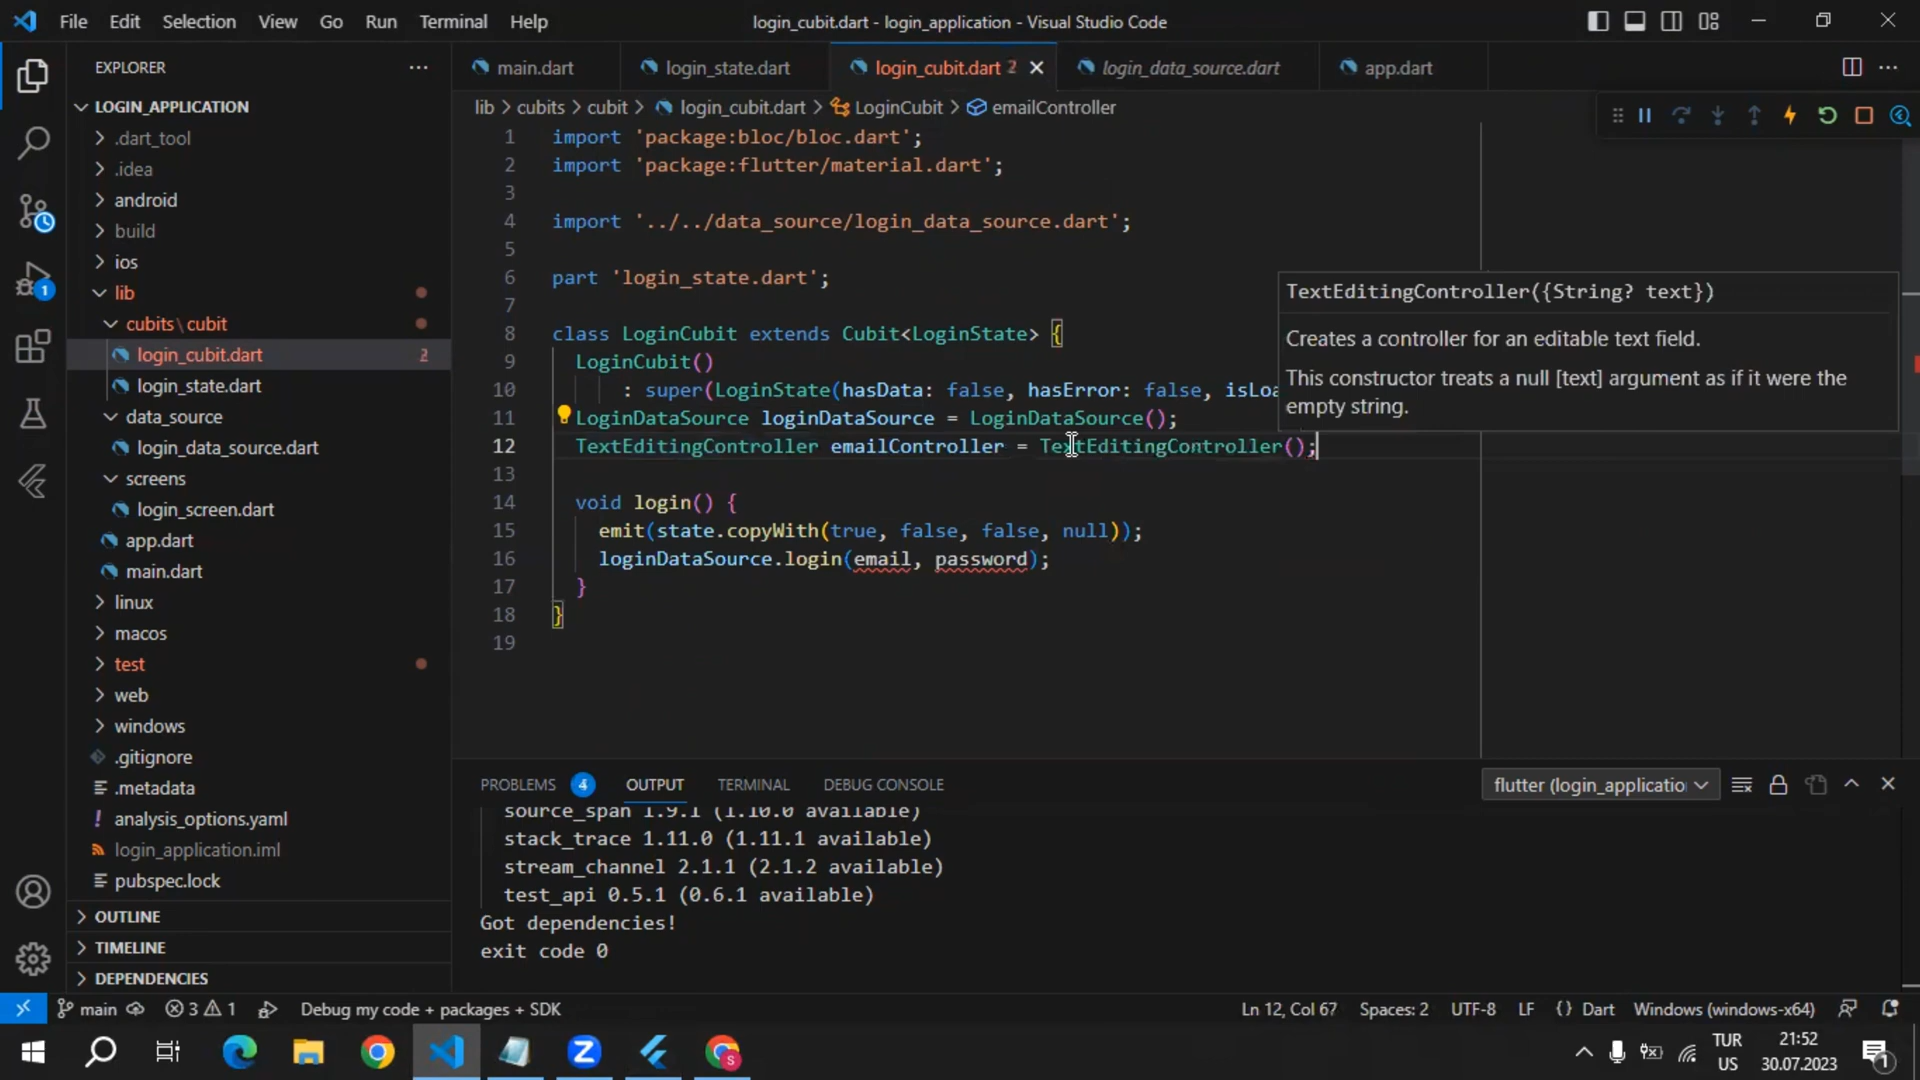 File Edit Selection View Go Run Terminal Help
login_cubit.dart - login_application - Visual Studio Code
EXPLORER
LOGIN_APPLICATION
.dart_tool
.idea
android
build
ios
lib
cubits\cubit
login_cubit.dart 2
login_state.dart
data_source
login_data_source.dart
screens
login_screen.dart
app.dart
main.dart
linux
macos
test
web
windows
.gitignore
.metadata
analysis_options.yaml
login_application.iml
pubspec.lock
OUTLINE
TIMELINE
DEPENDENCIES
main.dart login_state.dart login_cubit.dart 2 login_data_source.dart app.dart
lib > cubits > cubit > login_cubit.dart > LoginCubit > emailController
1 import 'package:bloc/bloc.dart';
2 import 'package:flutter/material.dart';
3
4 import '../../data_source/login_data_source.dart';
5
6 part 'login_state.dart';
7
8 class LoginCubit extends Cubit<LoginState> {
9 LoginCubit()
10 : super(LoginState(hasData: false, hasError: false, isLoa
11 LoginDataSource loginDataSource = LoginDataSource();
12 TextEditingController emailController = TextEditingController();
13
14 void login() {
15 emit(state.copyWith(true, false, false, null));
16 loginDataSource.login(email, password);
17 }
18 }
19
TextEditingController({String? text})
Creates a controller for an editable text field.
This constructor treats a null [text] argument as if it were the
empty string.
PROBLEMS 4 OUTPUT TERMINAL DEBUG CONSOLE
flutter (login_applicatio
source_span 1.9.1 (1.10.0 available)
stack_trace 1.11.0 (1.11.1 available)
stream_channel 2.1.1 (2.1.2 available)
test_api 0.5.1 (0.6.1 available)
Got dependencies!
exit code 0
main 3 1 Debug my code + packages + SDK
Ln 12, Col 67 Spaces: 2 UTF-8 LF {} Dart Windows (windows-x64)
TUR
US
21:52
30.07.2023
1